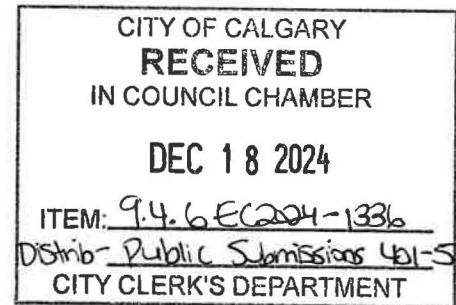 CITY OF CALGARY
RECEIVED
IN COUNCIL CHAMBER
DEC 18 2024
ITEM: 9.4.6 EC2024-1336
Distrib- Public Submissions 401-5
CITY CLERK'S DEPARTMENT